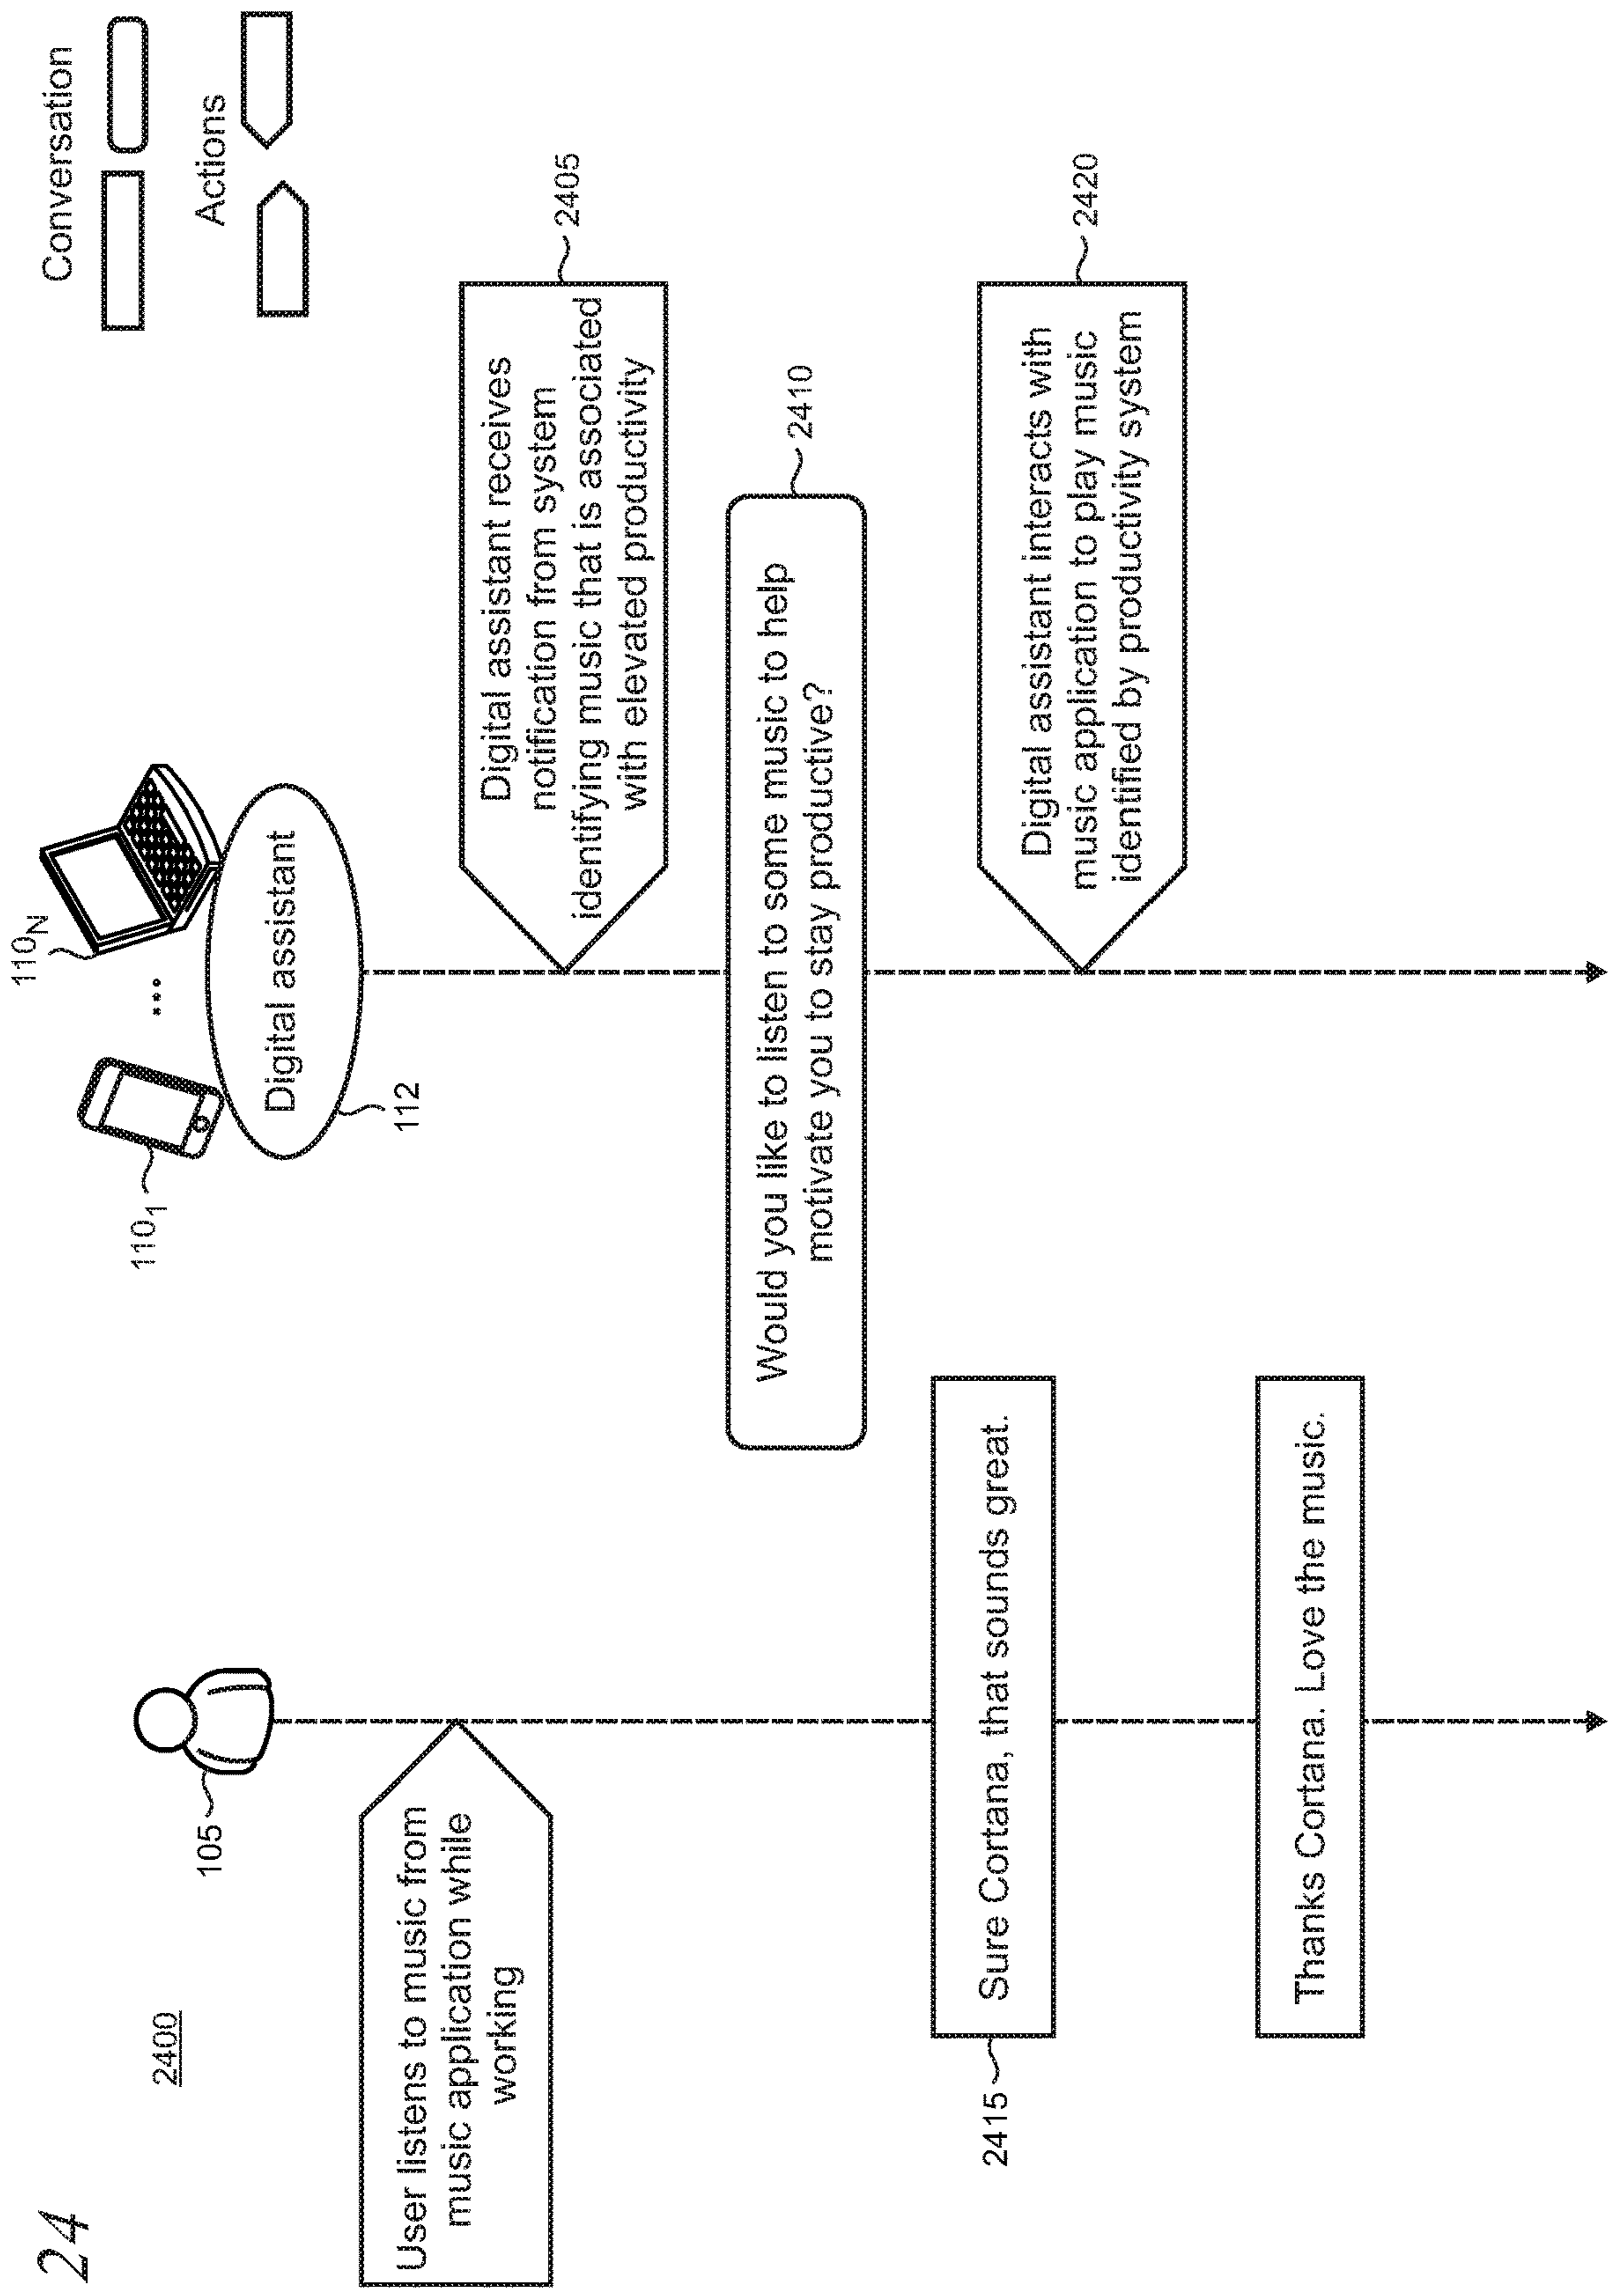 24
2400
105
110₁
...
110N
Digital assistant
112
Conversation
Actions
User listens to music from
music application while
working
Digital assistant receives
notification from system
identifying music that is associated
with elevated productivity
2405
Would you like to listen to some music to help
motivate you to stay productive?
2410
Sure Cortana, that sounds great.
2415
Digital assistant interacts with
music application to play music
identified by productivity system
2420
Thanks Cortana. Love the music.